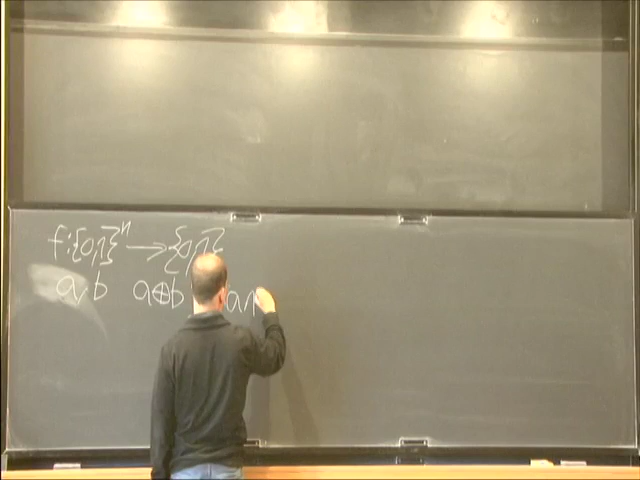 f:{0,1}ⁿ → {0,1}
a, b a⊕b a∧